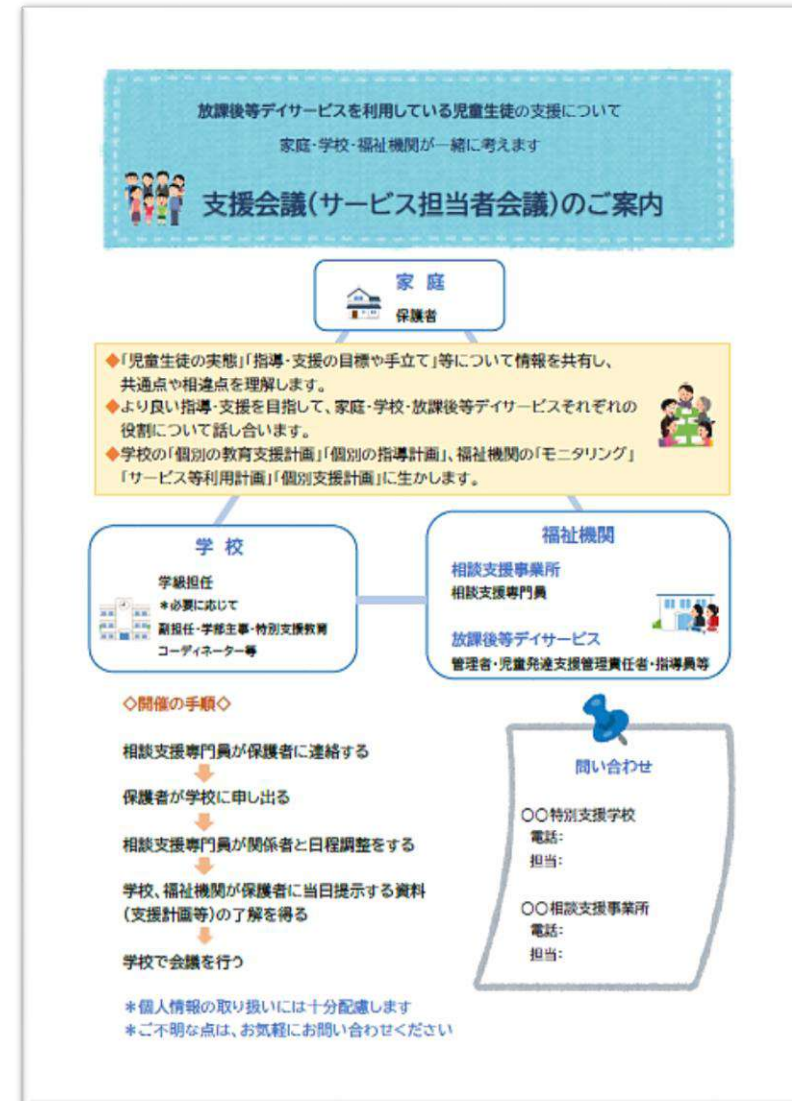 放課後等デイサービスを利用している児童生徒の支援について
家庭・学校・福祉機関が一緒に考えます
支援会議(サービス担当者会議)のご案内
家 庭
保護者
◆「児童生徒の実態」「指導・支援の目標や手立て」等について情報を共有し、
共通点や相違点を理解します。
◆より良い指導・支援を目指して、家庭・学校・放課後等デイサービスそれぞれの
役割について話し合います。
◆学校の「個別の教育支援計画」「個別の指導計画」、福祉機関の「モニタリング」
「サービス等利用計画」「個別支援計画」に生かします。
学 校
学級担任
*必要に応じて
副担任・学部主事・特別支援教育
コーディネーター等
福祉機関
相談支援事業所
相談支援専門員
放課後等デイサービス
管理者・児童発達支援管理責任者・指導員等
◇開催の手順◇
相談支援専門員が保護者に連絡する
保護者が学校に申し出る
相談支援専門員が関係者と日程調整をする
学校、福祉機関が保護者に当日提示する資料
(支援計画等)の了解を得る
学校で会議を行う
*個人情報の取り扱いには十分配慮します
*ご不明な点は、お気軽にお問い合わせください
問い合わせ
〇〇特別支援学校
電話:
担当:
〇〇相談支援事業所
電話:
担当: